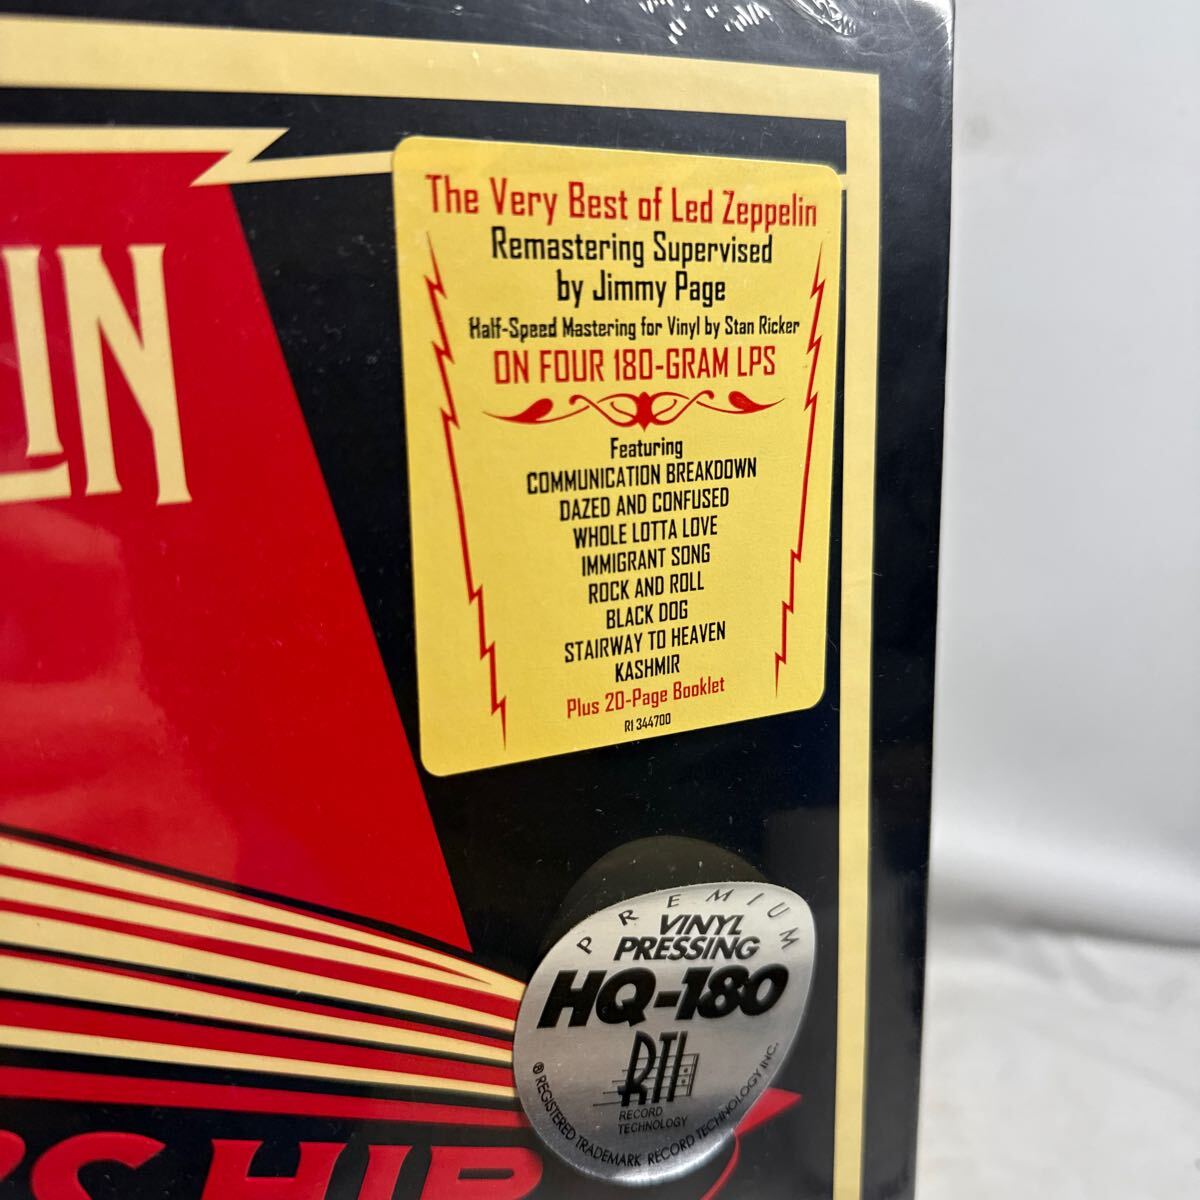 LIN
The Very Best of Led Zeppelin
Remastering Supervised
by Jimmy Page
Half-Speed Mastering for Vinyl by Stan Ricker
ON FOUR 180-GRAM LPS
Featuring
COMMUNICATION BREAKDOWN
DAZED AND CONFUSED
WHOLE LOTTA LOVE
IMMIGRANT SONG
ROCK AND ROLL
BLACK DOG
STAIRWAY TO HEAVEN
KASHMIR
Plus 20-Page Booklet
R1 344700
PREMIUM
VINYL
PRESSING
HQ-180
RTI
RECORD
TECHNOLOGY
® REGISTERED TRADEMARK RECORD TECHNOLOGY INC.
SHIP